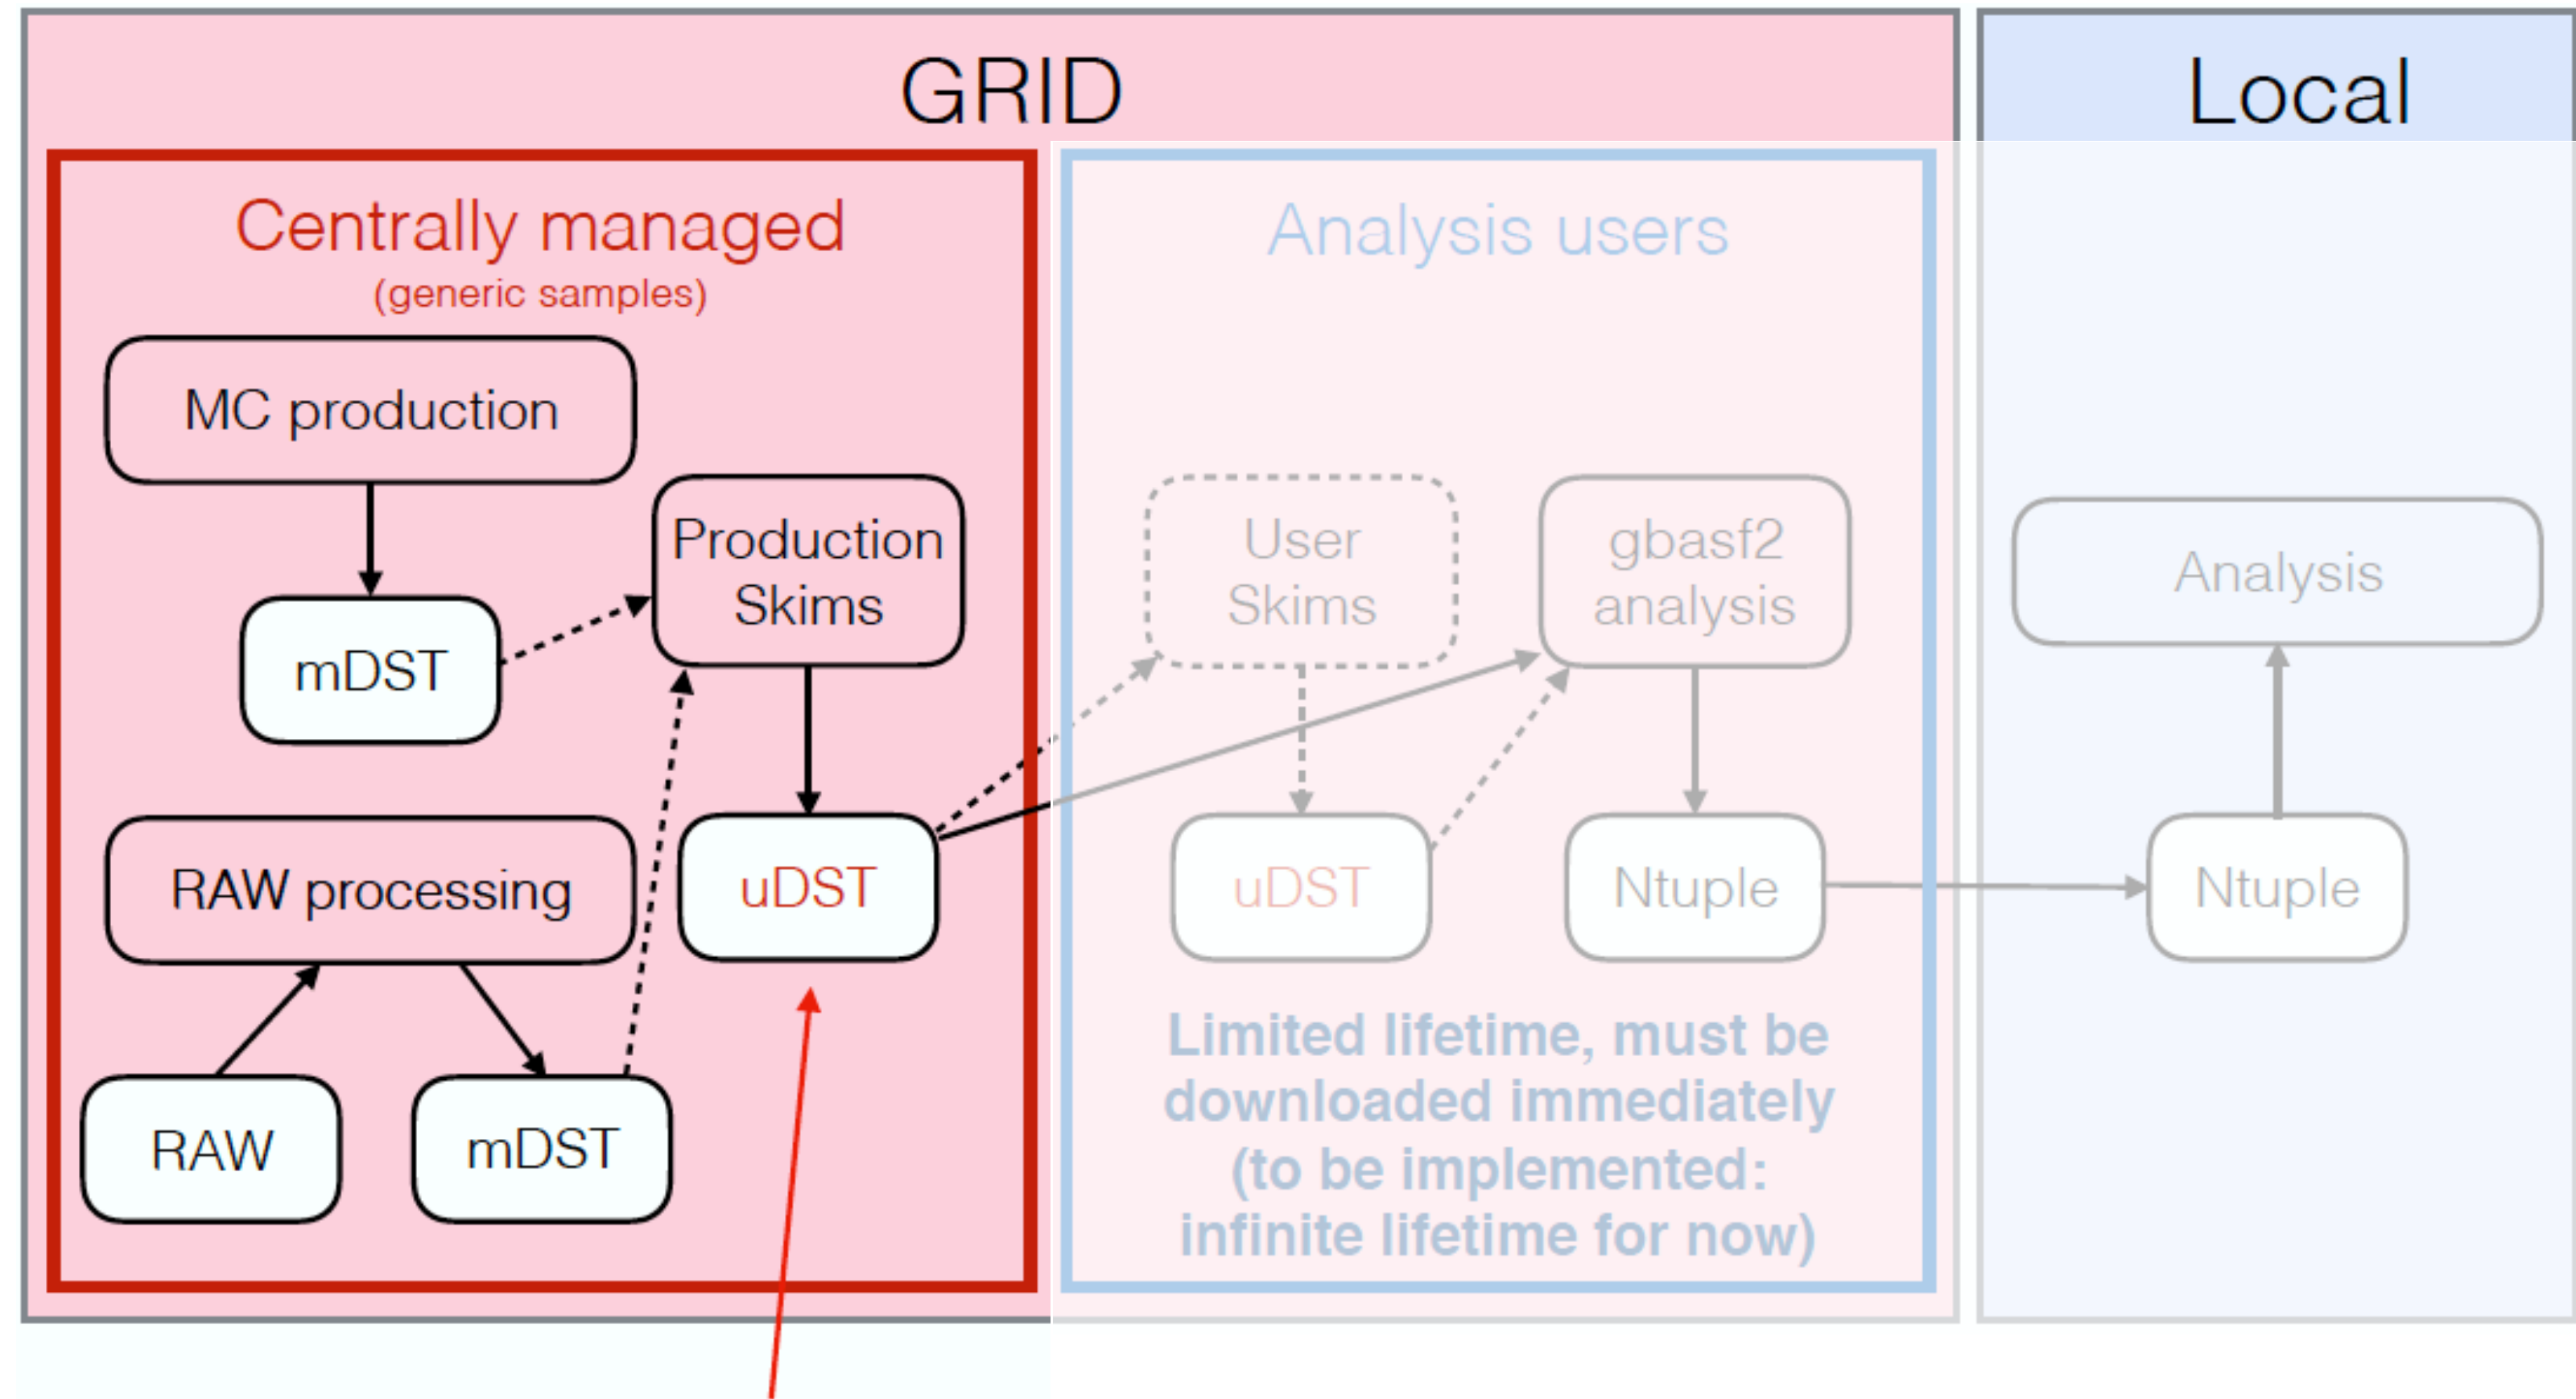 GRID
Local
Centrally managed
(generic samples)
MC production
Production
Skims
mDST
RAW processing
uDST
RAW
mDST
Analysis users
User
Skims
gbasf2
analysis
uDST
Ntuple
Limited lifetime, must be
downloaded immediately
(to be implemented:
infinite lifetime for now)
Analysis
Ntuple